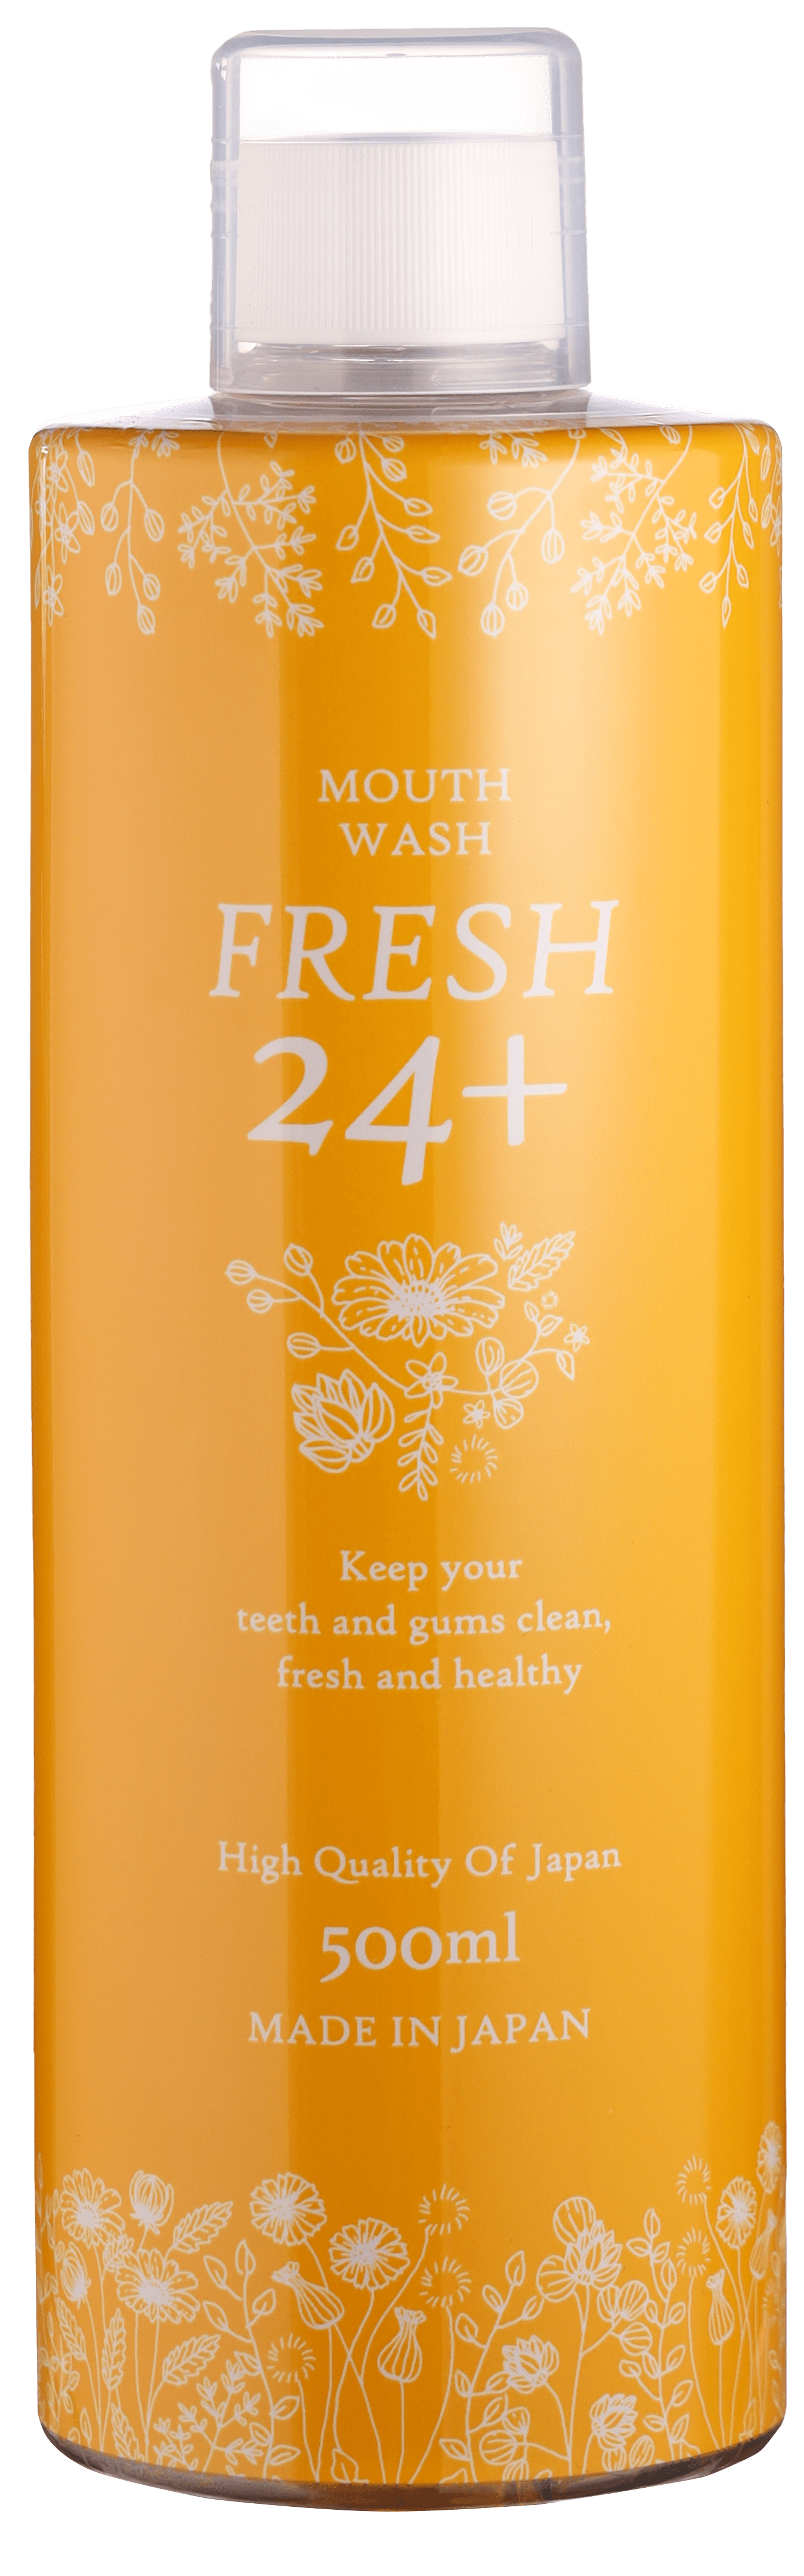 MOUTH
WASH
FRESH
24+
Keep your
teeth and gums clean,
fresh and healthy
High Quality Of Japan
500ml
MADE IN JAPAN